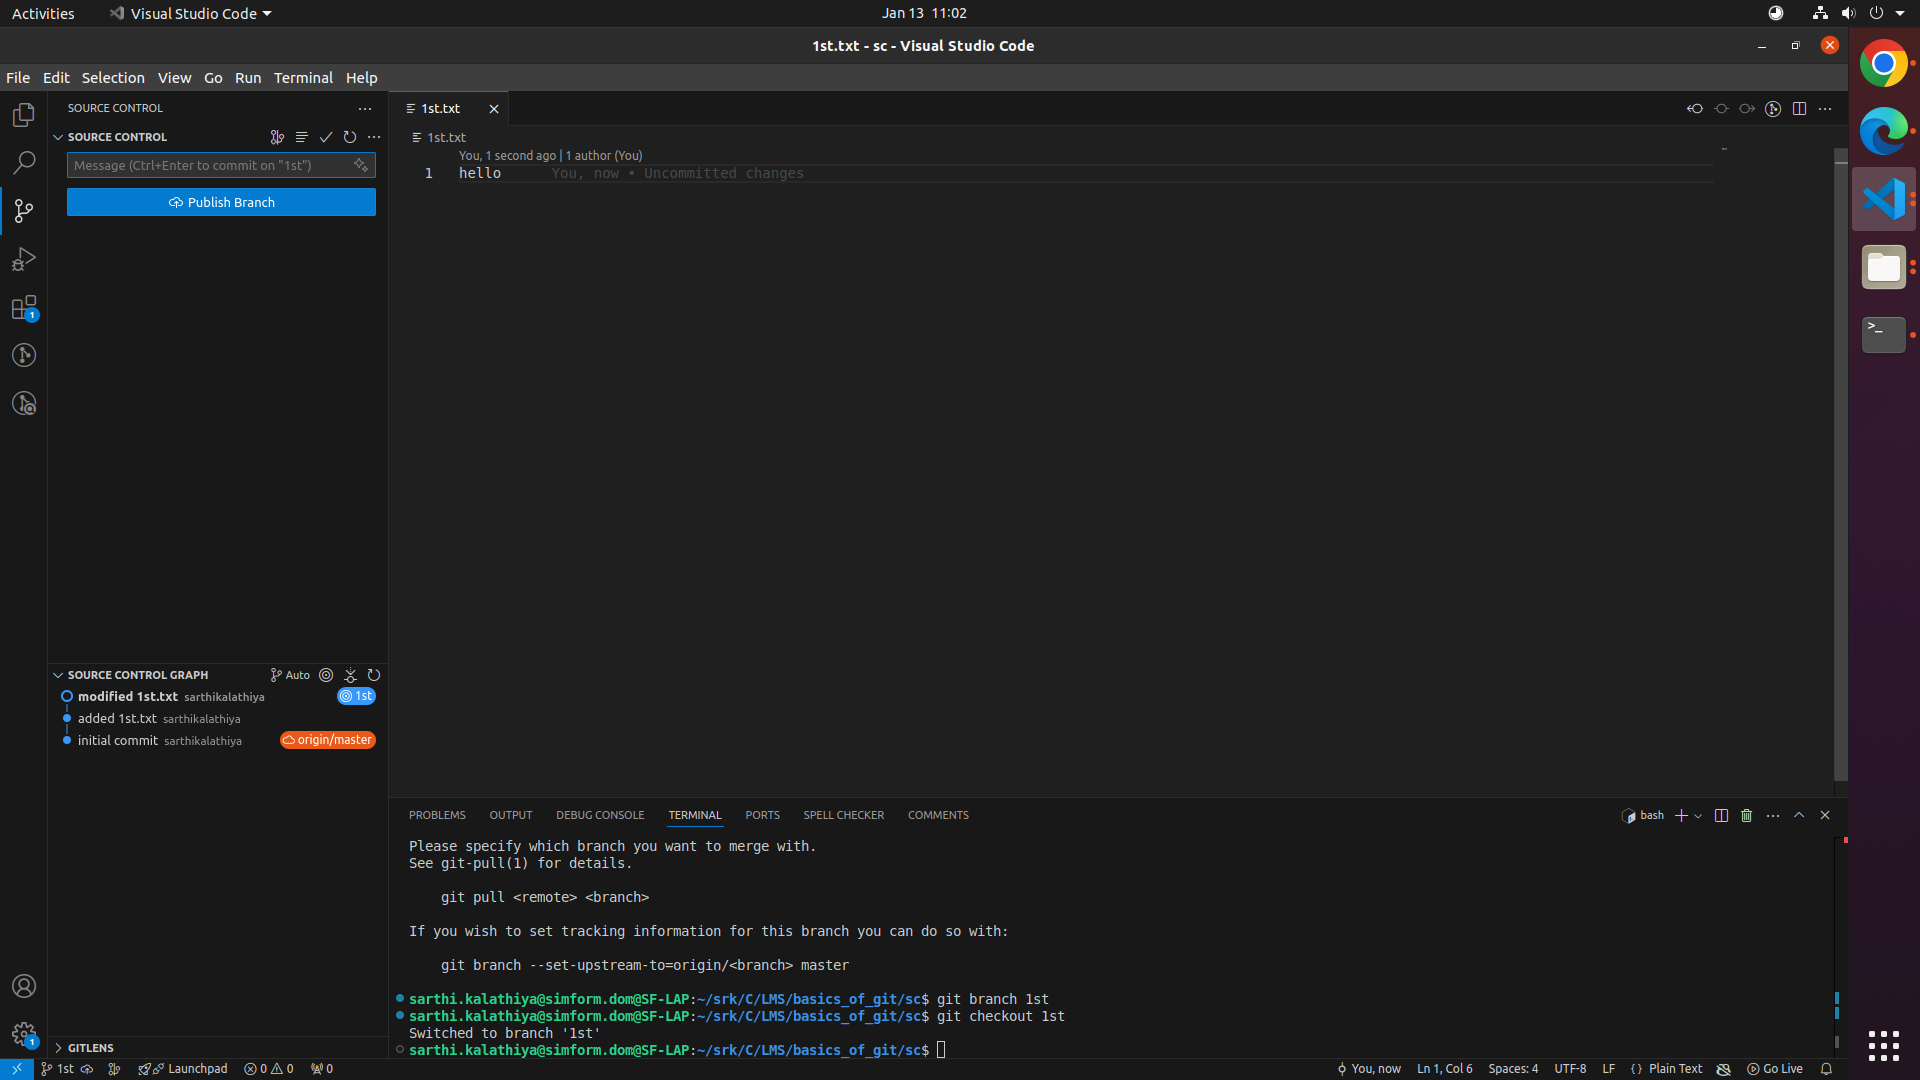 Activities
Visual Studio Code
Jan 13 11:02
1st.txt - sc - Visual Studio Code
File Edit Selection View Go Run Terminal Help
SOURCE CONTROL
SOURCE CONTROL
Message (Ctrl+Enter to commit on "1st")
Publish Branch
1
SOURCE CONTROL GRAPH
Auto
modified 1st.txt sarthikalathiya 1st
added 1st.txt sarthikalathiya
initial commit sarthikalathiya origin/master
1
GITLENS
1st.txt
1st.txt
You, 1 second ago | 1 author (You)
1 hello You, now • Uncommitted changes
PROBLEMS OUTPUT DEBUG CONSOLE TERMINAL PORTS SPELL CHECKER COMMENTS
bash
Please specify which branch you want to merge with.
See git-pull(1) for details.
git pull <remote> <branch>
If you wish to set tracking information for this branch you can do so with:
git branch --set-upstream-to=origin/<branch> master
sarthi.kalathiya@simform.dom@SF-LAP:~/srk/C/LMS/basics_of_git/sc$ git branch 1st
sarthi.kalathiya@simform.dom@SF-LAP:~/srk/C/LMS/basics_of_git/sc$ git checkout 1st
Switched to branch '1st'
sarthi.kalathiya@simform.dom@SF-LAP:~/srk/C/LMS/basics_of_git/sc$
1st Launchpad 0 0 0
You, now Ln 1, Col 6 Spaces: 4 UTF-8 LF {} Plain Text Go Live